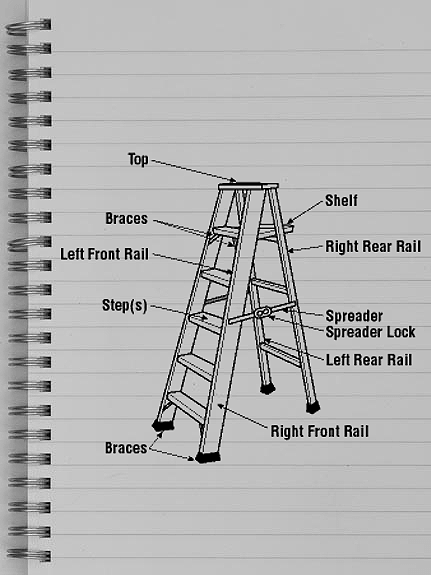 Top
Shelf
Braces
Right Rear Rail
Left Front Rail
Step(s)
Spreader
Spreader Lock
Left Rear Rail
Right Front Rail
Braces